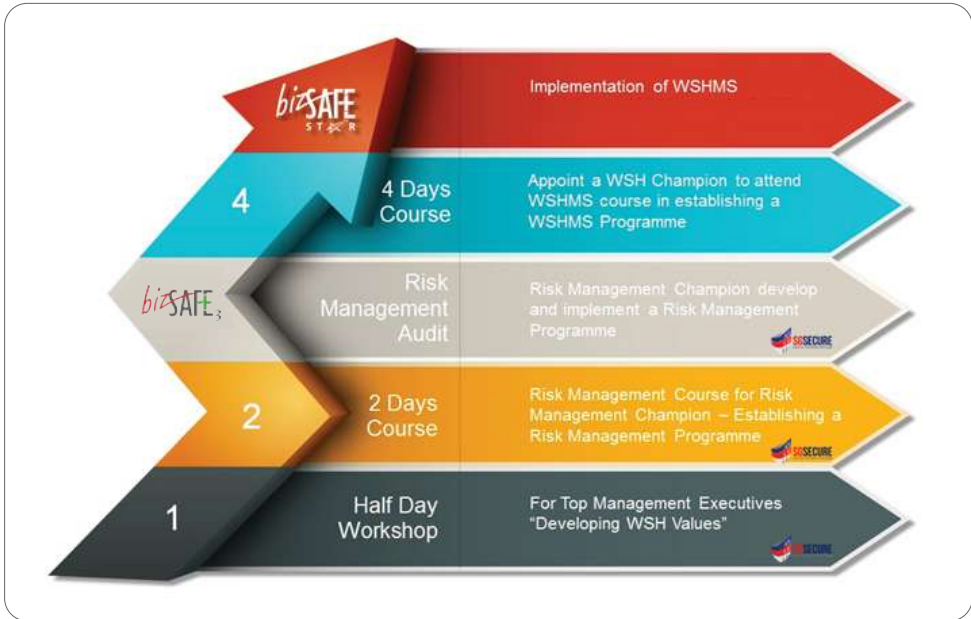 bizSAFE
STAR
Implementation of WSHMS
4
4 Days
Course
Appoint a WSH Champion to attend
WSHMS course in establishing a
WSHMS Programme
bizSAFE3
Risk
Management
Audit
Risk Management Champion develop
and implement a Risk Management
Programme
SGSECURE
2
2 Days
Course
Risk Management Course for Risk
Management Champion – Establishing a
Risk Management Programme
SGSECURE
1
Half Day
Workshop
For Top Management Executives
“Developing WSH Values”
SGSECURE